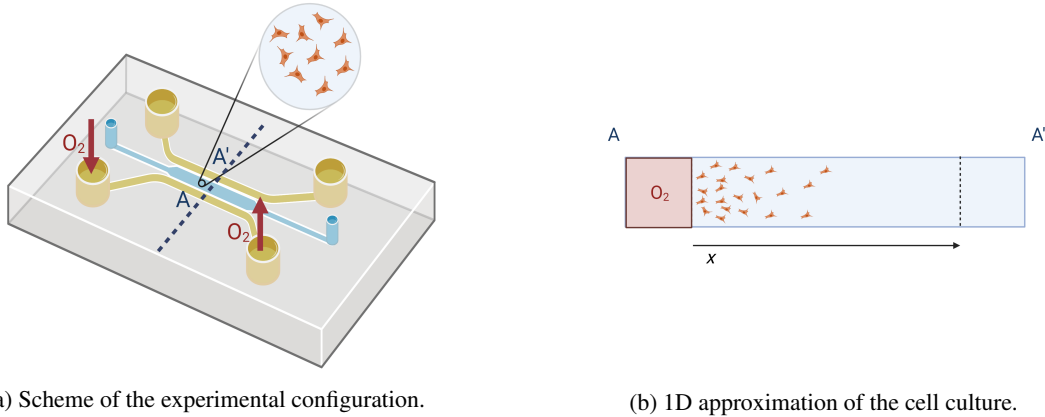 O2
A'
A
O2
A
A'
O2
x
a) Scheme of the experimental configuration.
(b) 1D approximation of the cell culture.